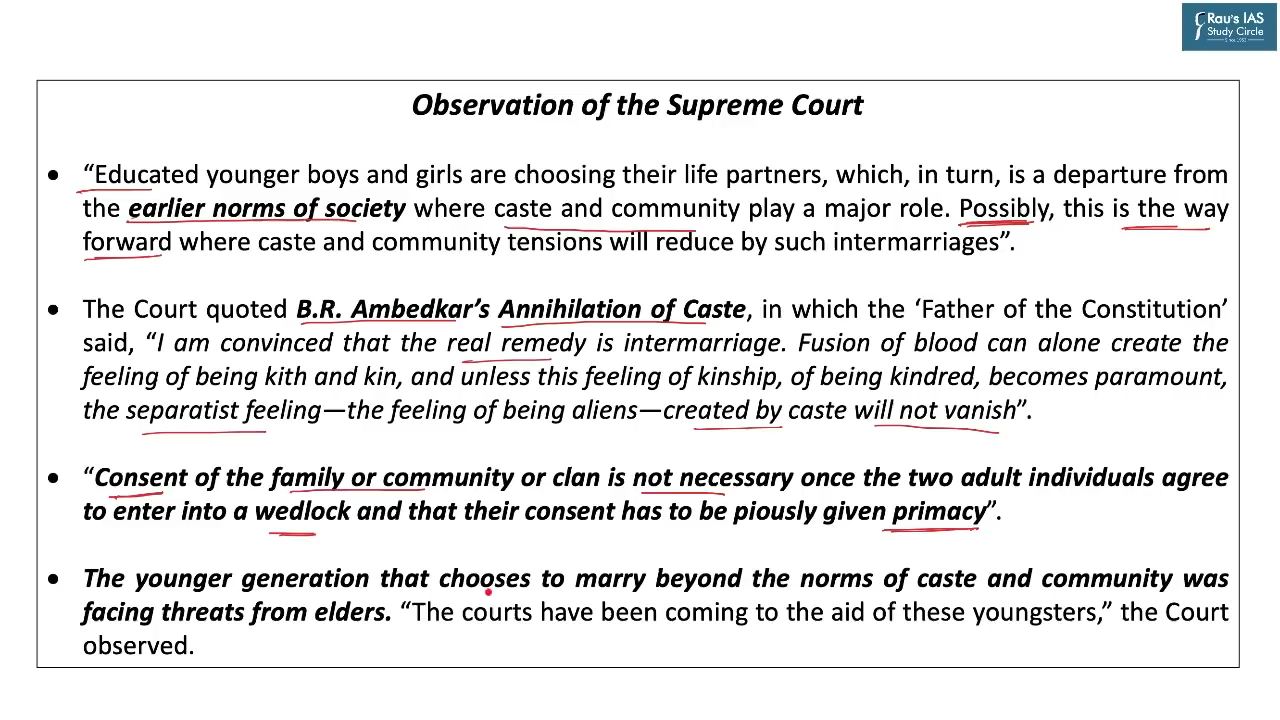 Rau's IAS
Study Circle
Since 1953
Observation of the Supreme Court
• “Educated younger boys and girls are choosing their life partners, which, in turn, is a departure from
the earlier norms of society where caste and community play a major role. Possibly, this is the way
forward where caste and community tensions will reduce by such intermarriages”.
• The Court quoted B.R. Ambedkar’s Annihilation of Caste, in which the ‘Father of the Constitution’
said, “I am convinced that the real remedy is intermarriage. Fusion of blood can alone create the
feeling of being kith and kin, and unless this feeling of kinship, of being kindred, becomes paramount,
the separatist feeling—the feeling of being aliens—created by caste will not vanish”.
• “Consent of the family or community or clan is not necessary once the two adult individuals agree
to enter into a wedlock and that their consent has to be piously given primacy”.
• The younger generation that chooses to marry beyond the norms of caste and community was
facing threats from elders. “The courts have been coming to the aid of these youngsters,” the Court
observed.